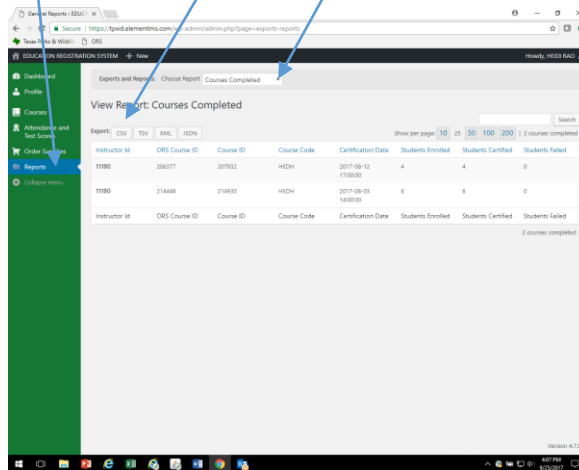 General Reports ‹ EDUC
Secure | https://tpwd.elementlms.com/wp-admin/admin.php?page=exports-reports
Texas Parks & Wildli ORS
EDUCATION REGISTRATION SYSTEM + New Howdy, HEIDI RAO
Dashboard
Profile
Courses
Attendance and
Test Scores
Order Supplies
Reports
Collapse menu
Exports and Reports: Choose Report Courses Completed
View Report: Courses Completed
Search
Export: CSV TSV XML JSON Show per page: 10 25 50 100 200 | 2 courses completed
Instructor Id ORS Course ID Course ID Course Code Certification Date Students Enrolled Students Certified Students Failed
11180 206377 207932 HEDH 2017-06-12 4 4 0
17:00:00
11180 214448 214930 HEDH 2017-08-03 6 6 0
14:00:00
Instructor Id ORS Course ID Course ID Course Code Certification Date Students Enrolled Students Certified Students Failed
2 courses completed
Version 4.7.
4:07 PM
9/25/2017